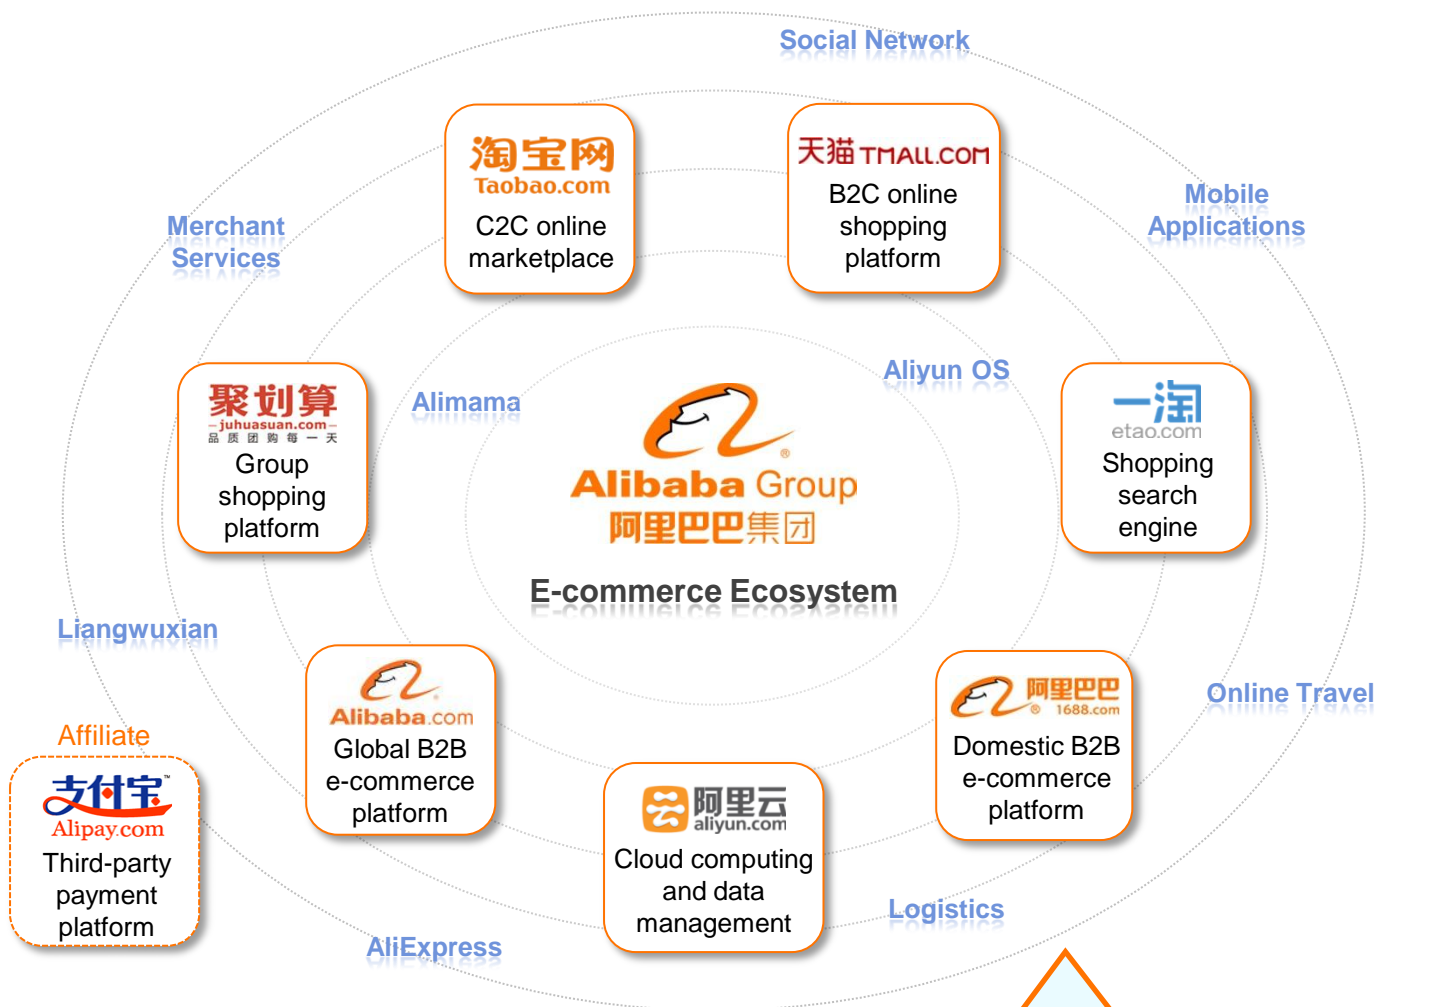 Social Network
淘宝网
Taobao.com
C2C online
marketplace
天猫 TMALL.COM
B2C online
shopping
platform
Mobile
Applications
Merchant
Services
聚划算
juhuasuan.com
品质团购每一天
Group
shopping
platform
Alimama
Aliyun OS
Alibaba Group
阿里巴巴集团
E-commerce Ecosystem
一淘
etao.com
Shopping
search
engine
Liangwuxian
Alibaba.com
Global B2B
e-commerce
platform
阿里巴巴
1688.com
Domestic B2B
e-commerce
platform
Online Travel
Affiliate
支付宝™
Alipay.com
Third-party
payment
platform
阿里云
aliyun.com
Cloud computing
and data
management
Logistics
AliExpress